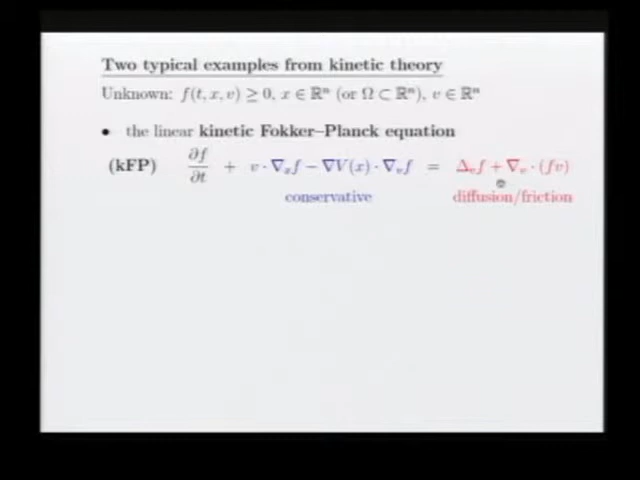 Two typical examples from kinetic theory
Unknown: f(t, x, v) ≥ 0, x ∈ ℝⁿ (or Ω ⊂ ℝⁿ), v ∈ ℝⁿ
• the linear kinetic Fokker–Planck equation
(kFP) ∂f/∂t + v · ∇ₓf − ∇V(x) · ∇ᵥf = Δᵥf + ∇ᵥ · (fv)
conservative diffusion/friction